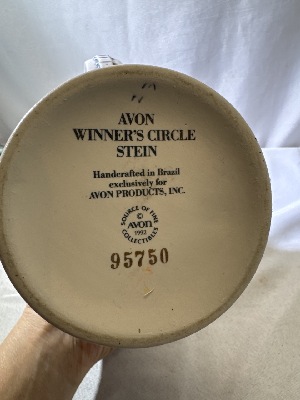 AVON
WINNER'S CIRCLE
STEIN
Handcrafted in Brazil
exclusively for
AVON PRODUCTS, INC.
SOURCE OF FINE
©
AVON
1992
COLLECTIBLES
95750